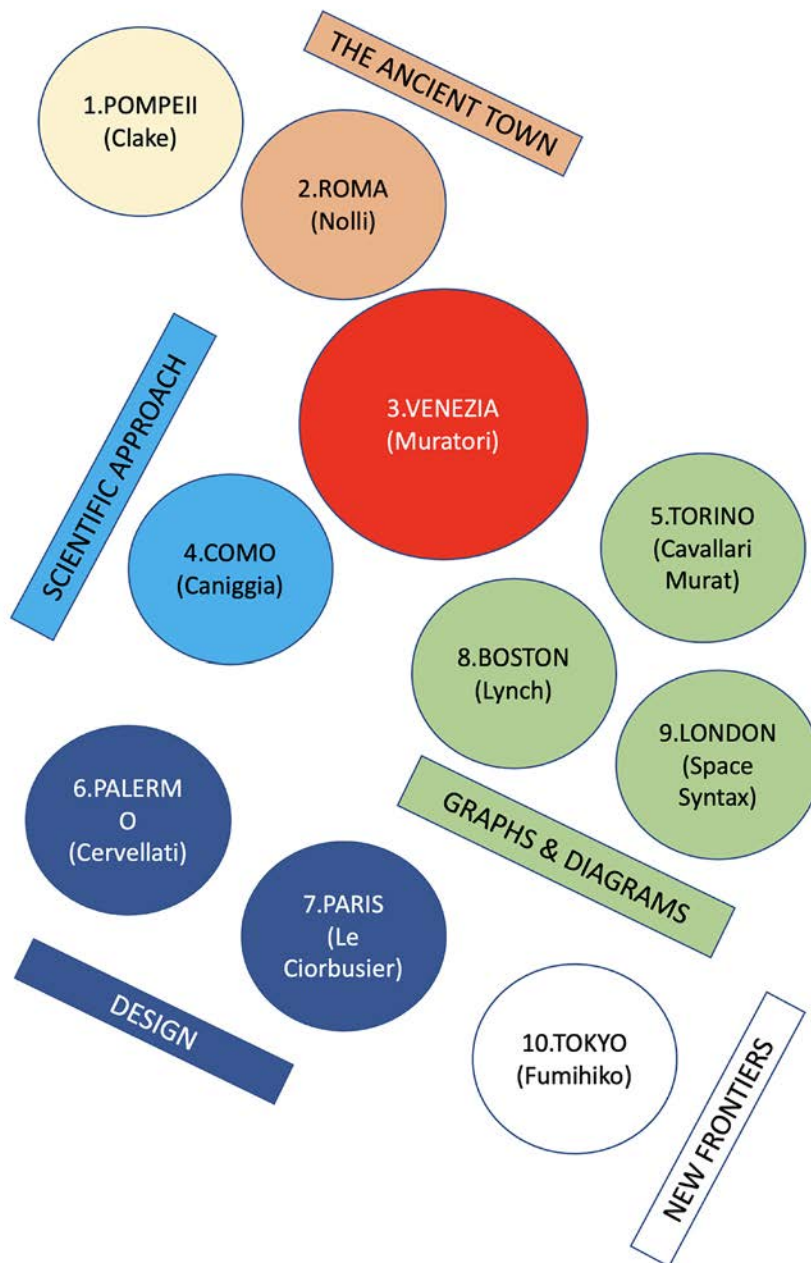 THE ANCIENT TOWN
1.POMPEII
(Clake)
2.ROMA
(Nolli)
SCIENTIFIC APPROACH
3.VENEZIA
(Muratori)
4.COMO
(Caniggia)
5.TORINO
(Cavallari
Murat)
8.BOSTON
(Lynch)
9.LONDON
(Space
Syntax)
6.PALERM
O
(Cervellati)
GRAPHS & DIAGRAMS
7.PARIS
(Le
Ciorbusier)
DESIGN
10.TOKYO
(Fumihiko)
NEW FRONTIERS